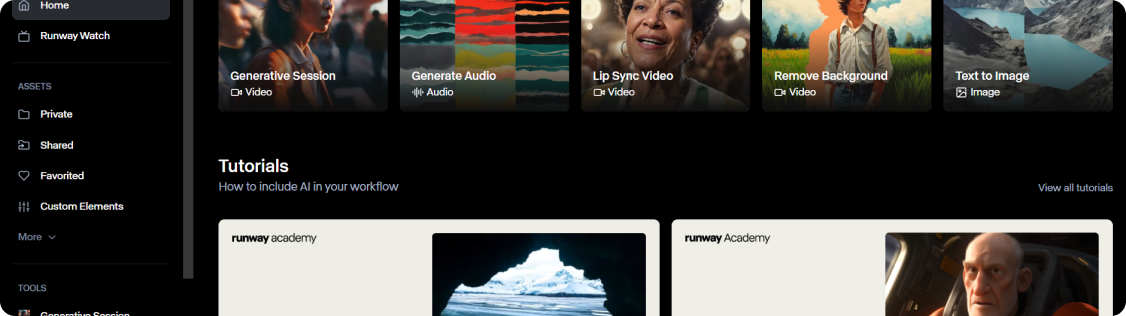 Home
Runway Watch
ASSETS
Private
Shared
Favorited
Custom Elements
More
TOOLS
Generative Session
Generative Session
Video
Generate Audio
Audio
Lip Sync Video
Video
Remove Background
Video
Text to Image
Image
Tutorials
How to include AI in your workflow
View all tutorials
runway academy
runway Academy